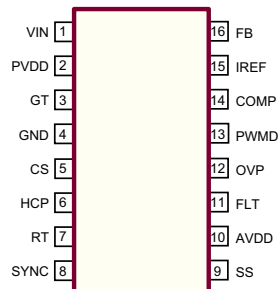 VIN 1 16 FB
PVDD 2 15 IREF
GT 3 14 COMP
GND 4 13 PWMD
CS 5 12 OVP
HCP 6 11 FLT
RT 7 10 AVDD
SYNC 8 9 SS